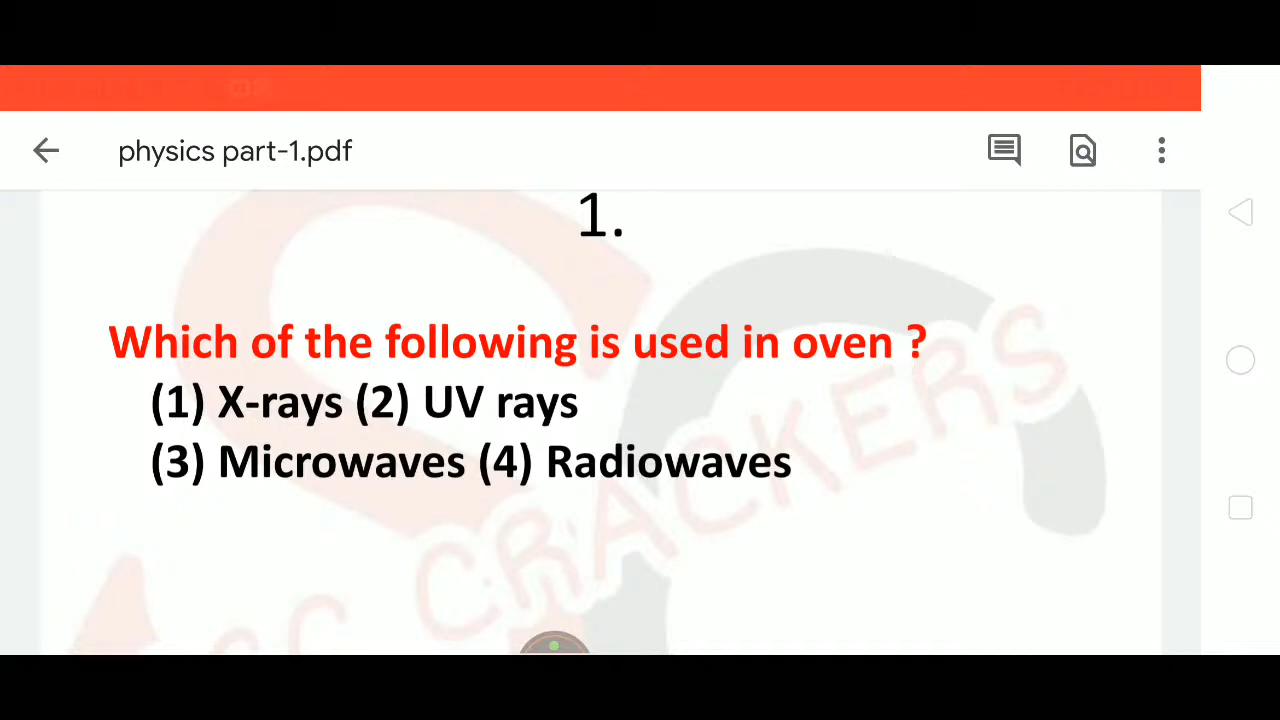 physics part-1.pdf
1.
Which of the following is used in oven ?
(1) X-rays (2) UV rays
(3) Microwaves (4) Radiowaves
CRACKERS